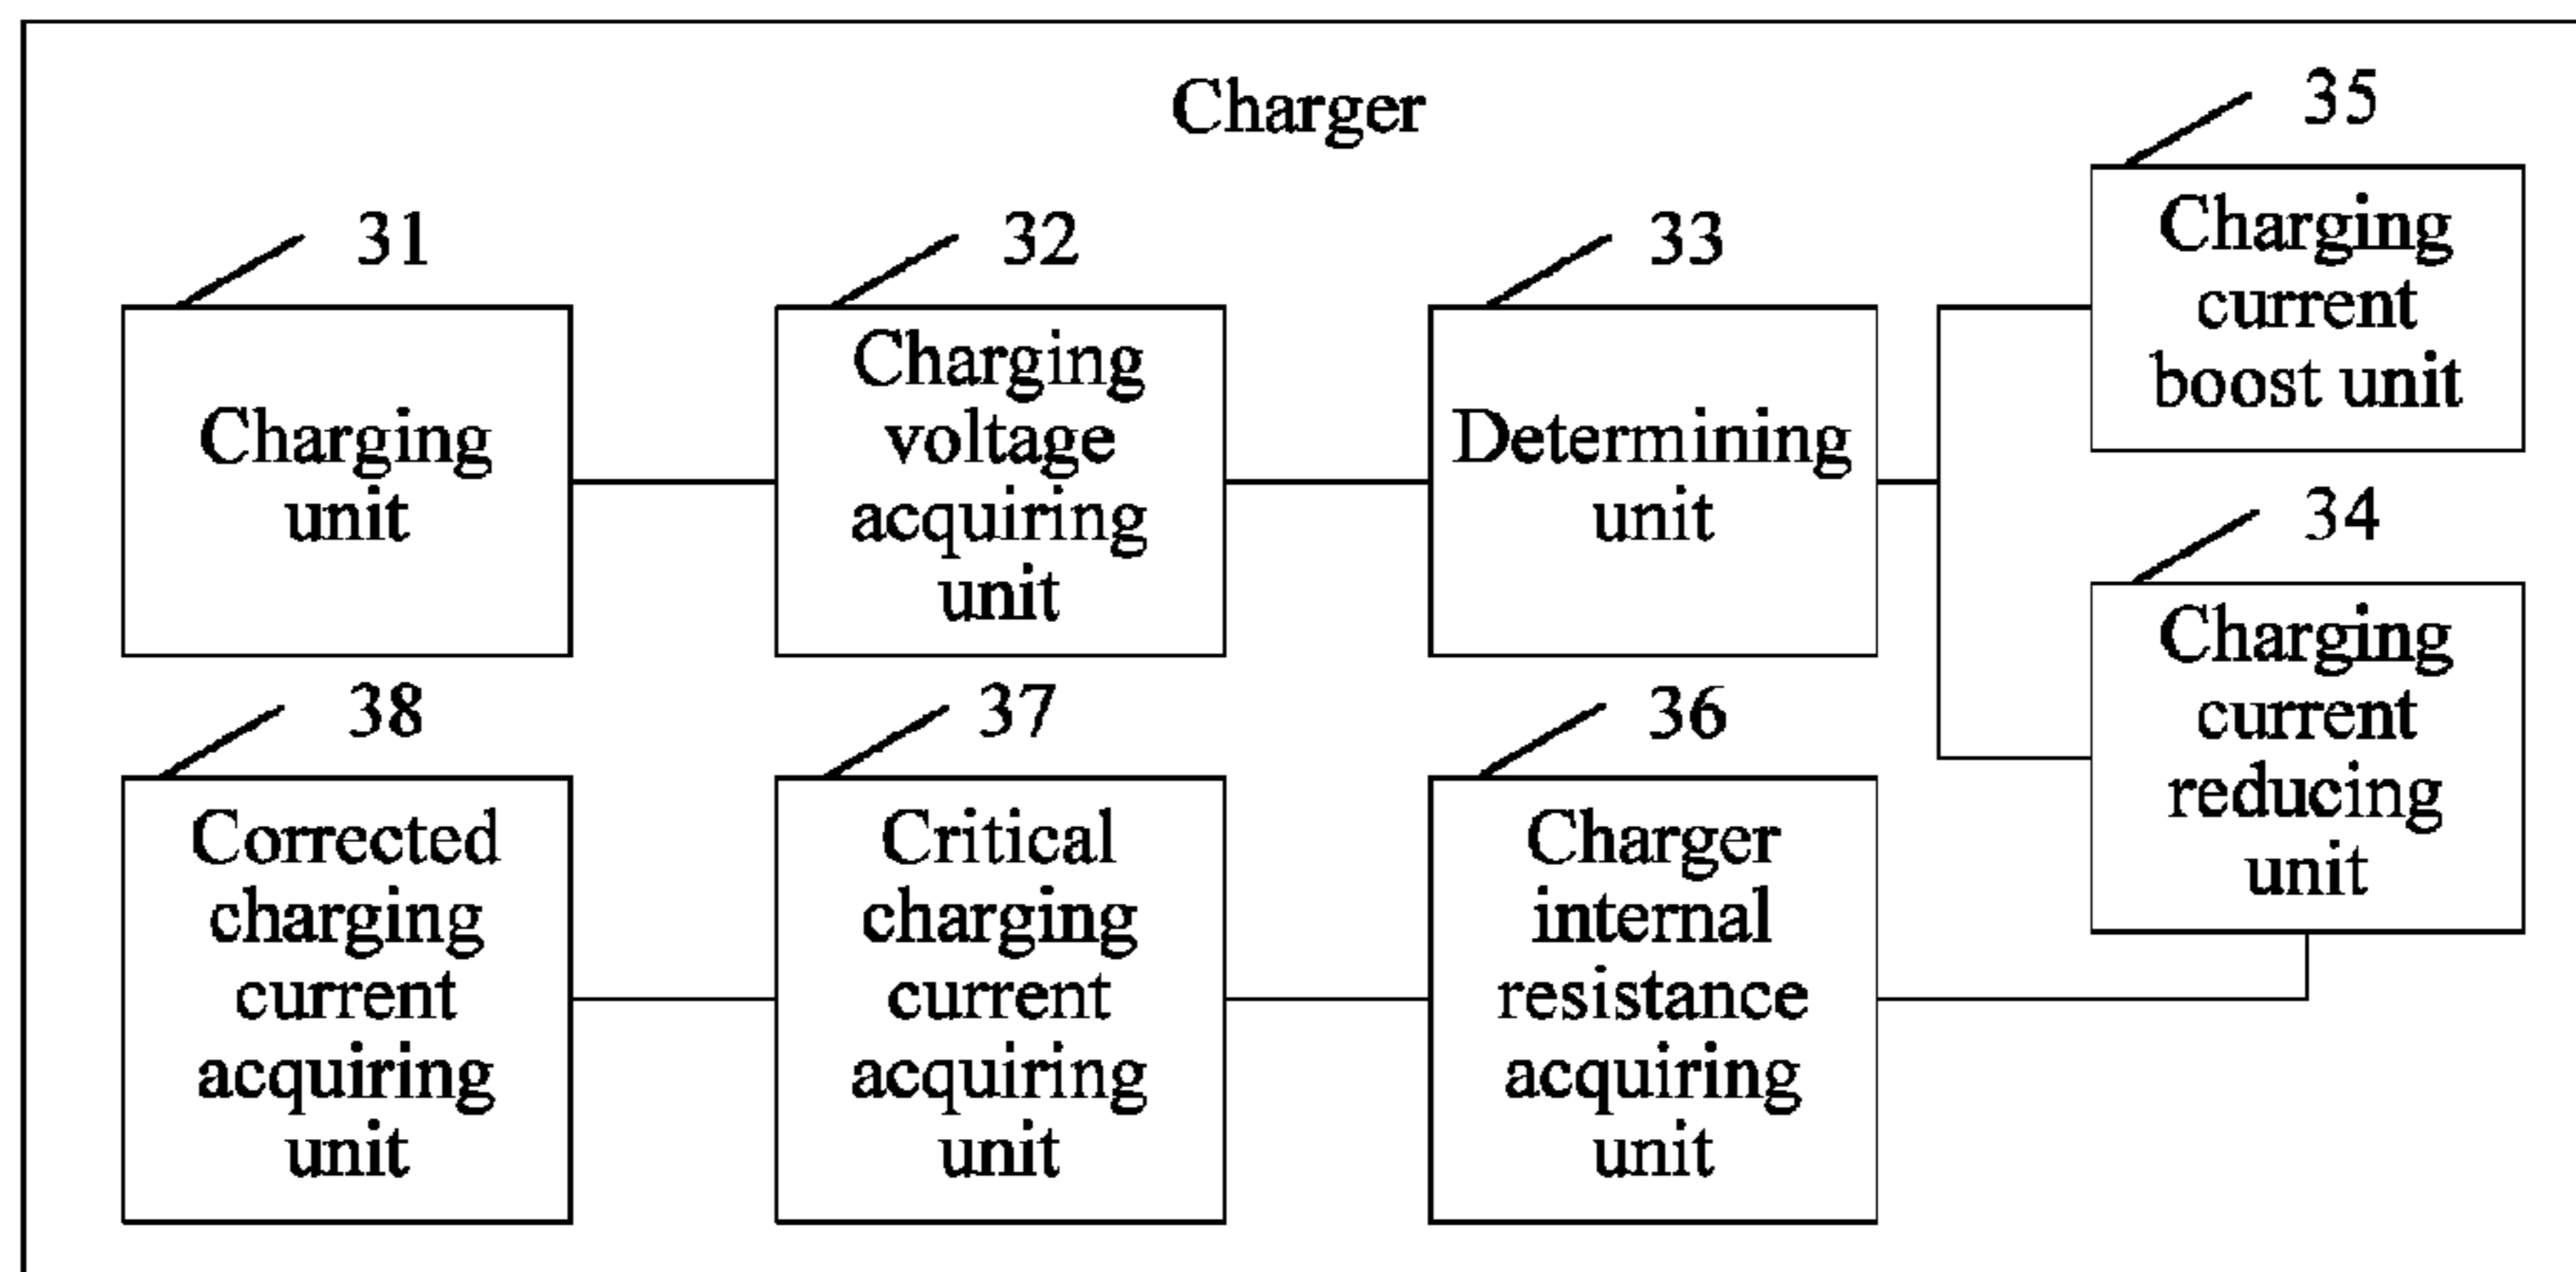 Charger
31
Charging
unit
32
Charging
voltage
acquiring
unit
33
Determining
unit
35
Charging
current
boost unit
34
Charging
current
reducing
unit
38
Corrected
charging
current
acquiring
unit
37
Critical
charging
current
acquiring
unit
36
Charger
internal
resistance
acquiring
unit